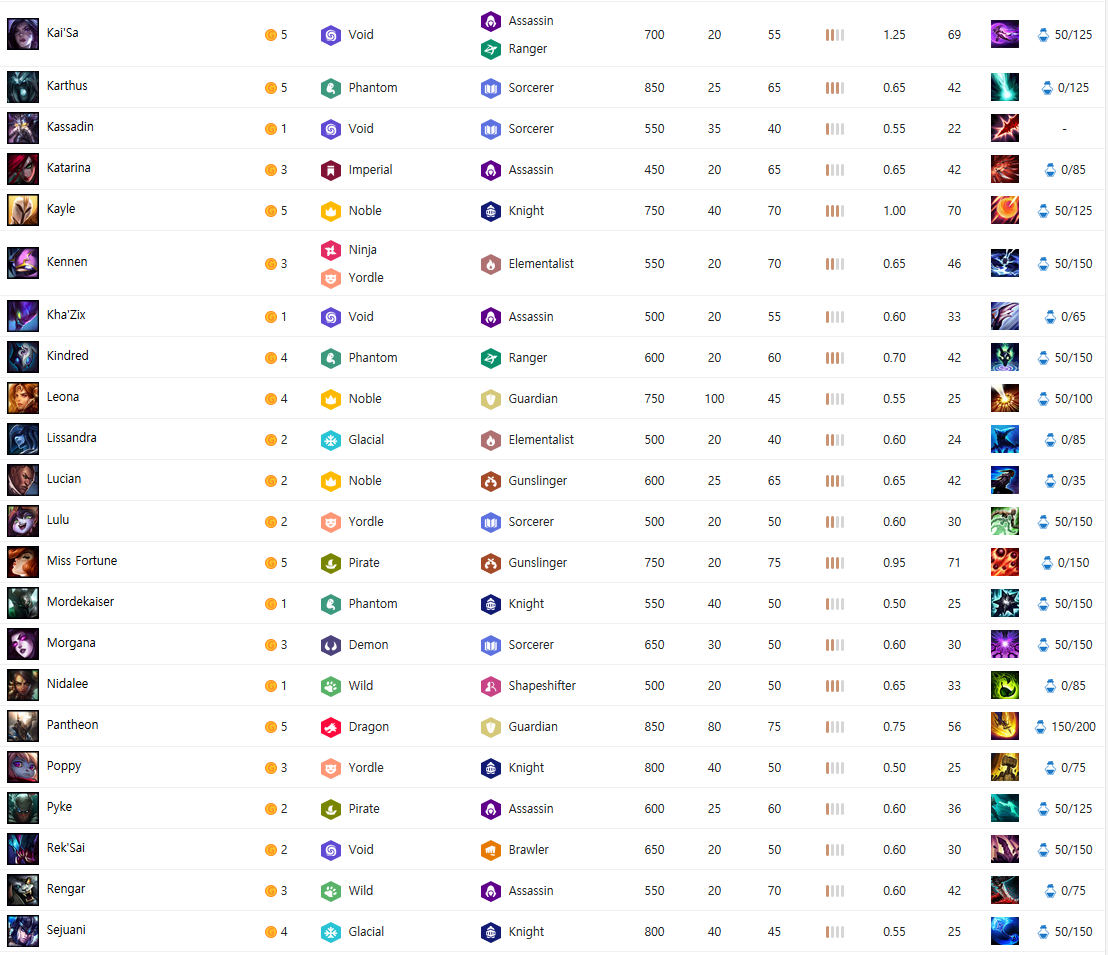 Kai'Sa 5 Void Assassin Ranger 700 20 55 1.25 69 50/125
Karthus 5 Phantom Sorcerer 850 25 65 0.65 42 0/125
Kassadin 1 Void Sorcerer 550 35 40 0.55 22 -
Katarina 3 Imperial Assassin 450 20 65 0.65 42 0/85
Kayle 5 Noble Knight 750 40 70 1.00 70 50/125
Kennen 3 Ninja Yordle Elementalist 550 20 70 0.65 46 50/150
Kha'Zix 1 Void Assassin 500 20 55 0.60 33 0/65
Kindred 4 Phantom Ranger 600 20 60 0.70 42 50/150
Leona 4 Noble Guardian 750 100 45 0.55 25 50/100
Lissandra 2 Glacial Elementalist 500 20 40 0.60 24 0/85
Lucian 2 Noble Gunslinger 600 25 65 0.65 42 0/35
Lulu 2 Yordle Sorcerer 500 20 50 0.60 30 50/150
Miss Fortune 5 Pirate Gunslinger 750 20 75 0.95 71 0/150
Mordekaiser 1 Phantom Knight 550 40 50 0.50 25 50/150
Morgana 3 Demon Sorcerer 650 30 50 0.60 30 50/150
Nidalee 1 Wild Shapeshifter 500 20 50 0.65 33 0/85
Pantheon 5 Dragon Guardian 850 80 75 0.75 56 150/200
Poppy 3 Yordle Knight 800 40 50 0.50 25 0/75
Pyke 2 Pirate Assassin 600 25 60 0.60 36 50/125
Rek'Sai 2 Void Brawler 650 20 50 0.60 30 50/150
Rengar 3 Wild Assassin 550 20 70 0.60 42 0/75
Sejuani 4 Glacial Knight 800 40 45 0.55 25 50/150